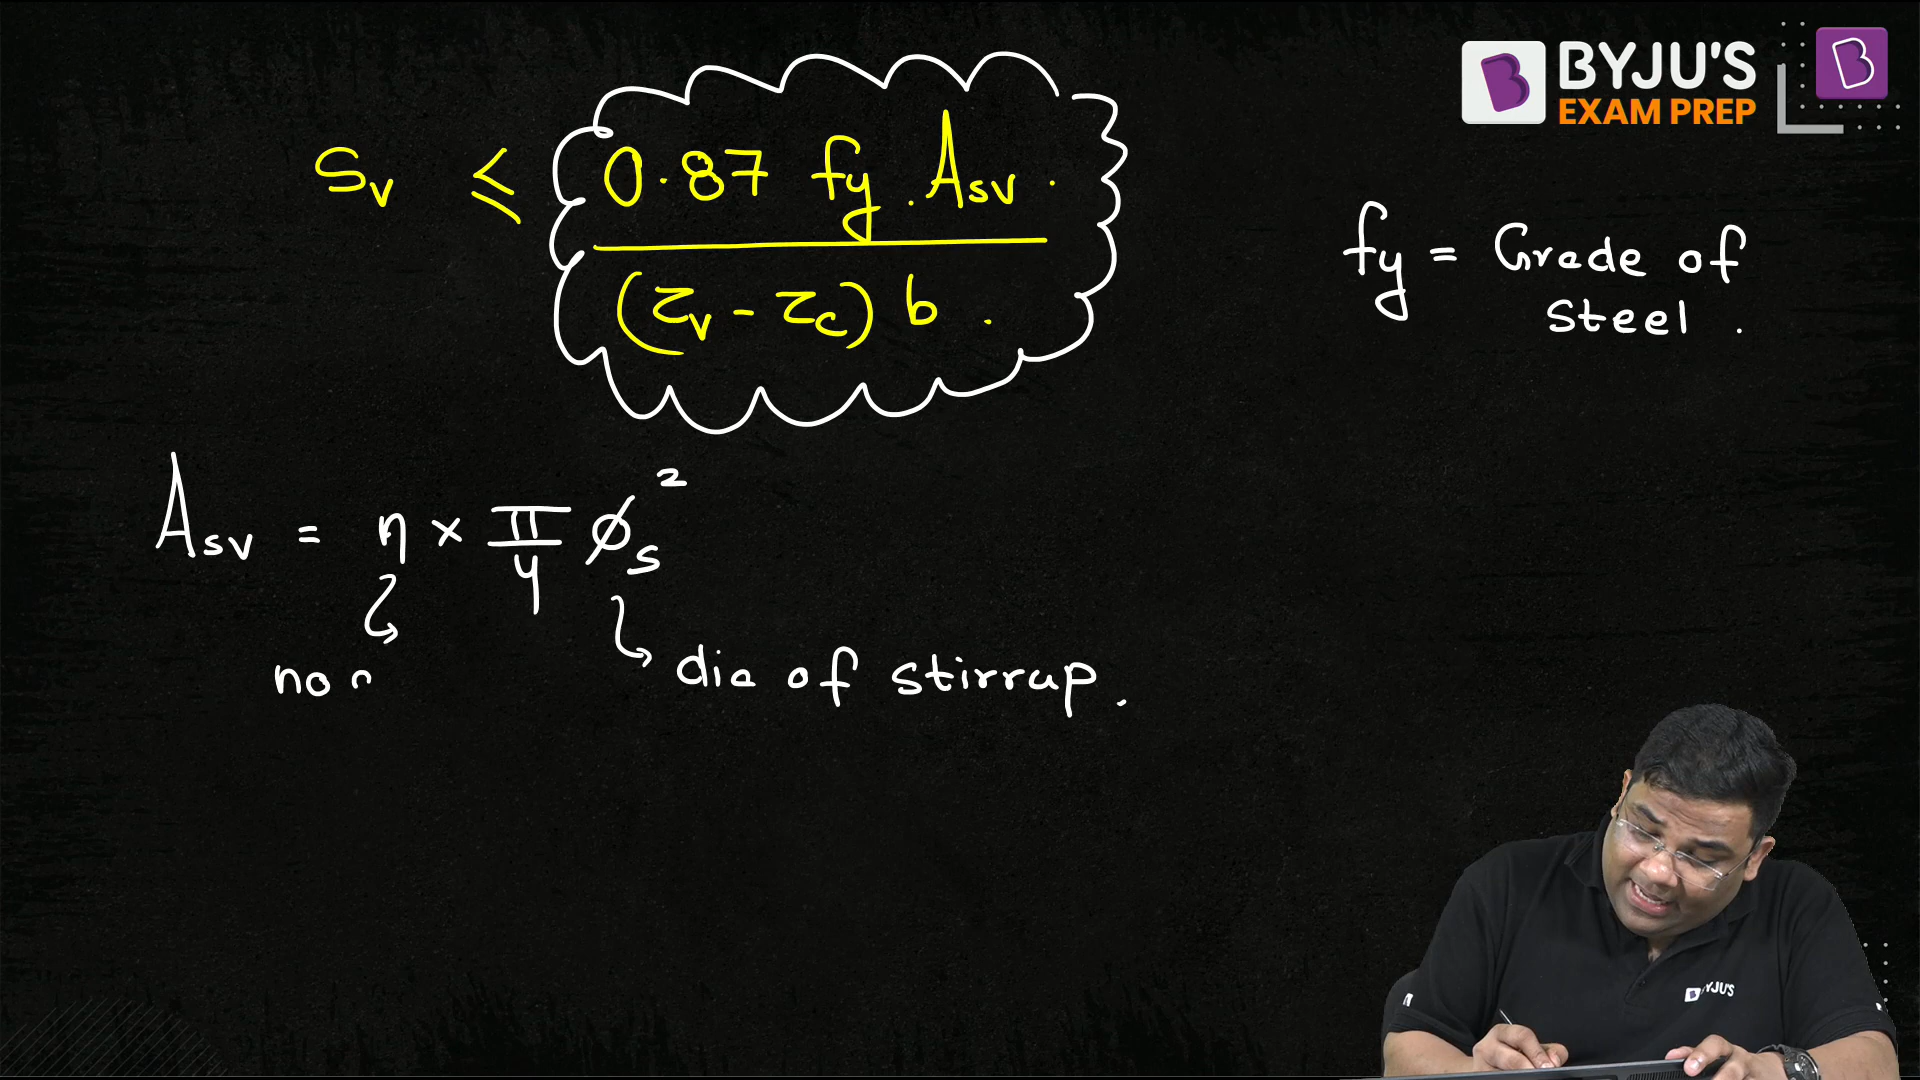 BYJU'S
EXAM PREP
Sv ≤ 0.87 fy . Asv .
(τv - τc) b .
fy = Grade of
Steel .
Asv = n × π/4 φs²
no
dia of stirrup .
BYJU'S